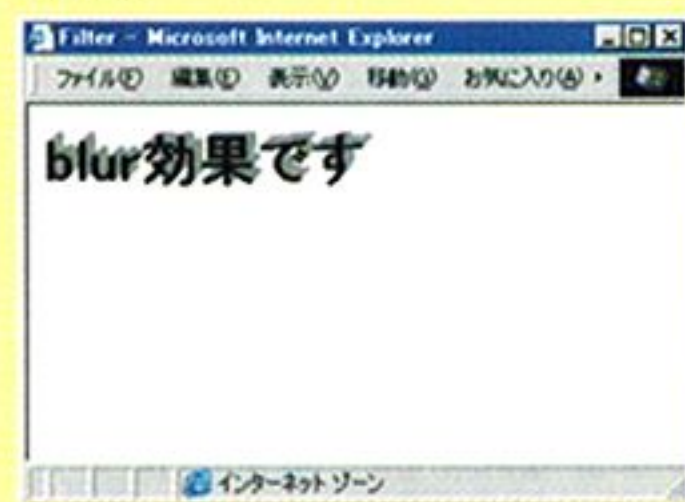 Filter - Microsoft Internet Explorer
ファイル(F) 編集(E) 表示(V) 移動(G) お気に入り(A)
blur効果です
インターネット ゾーン